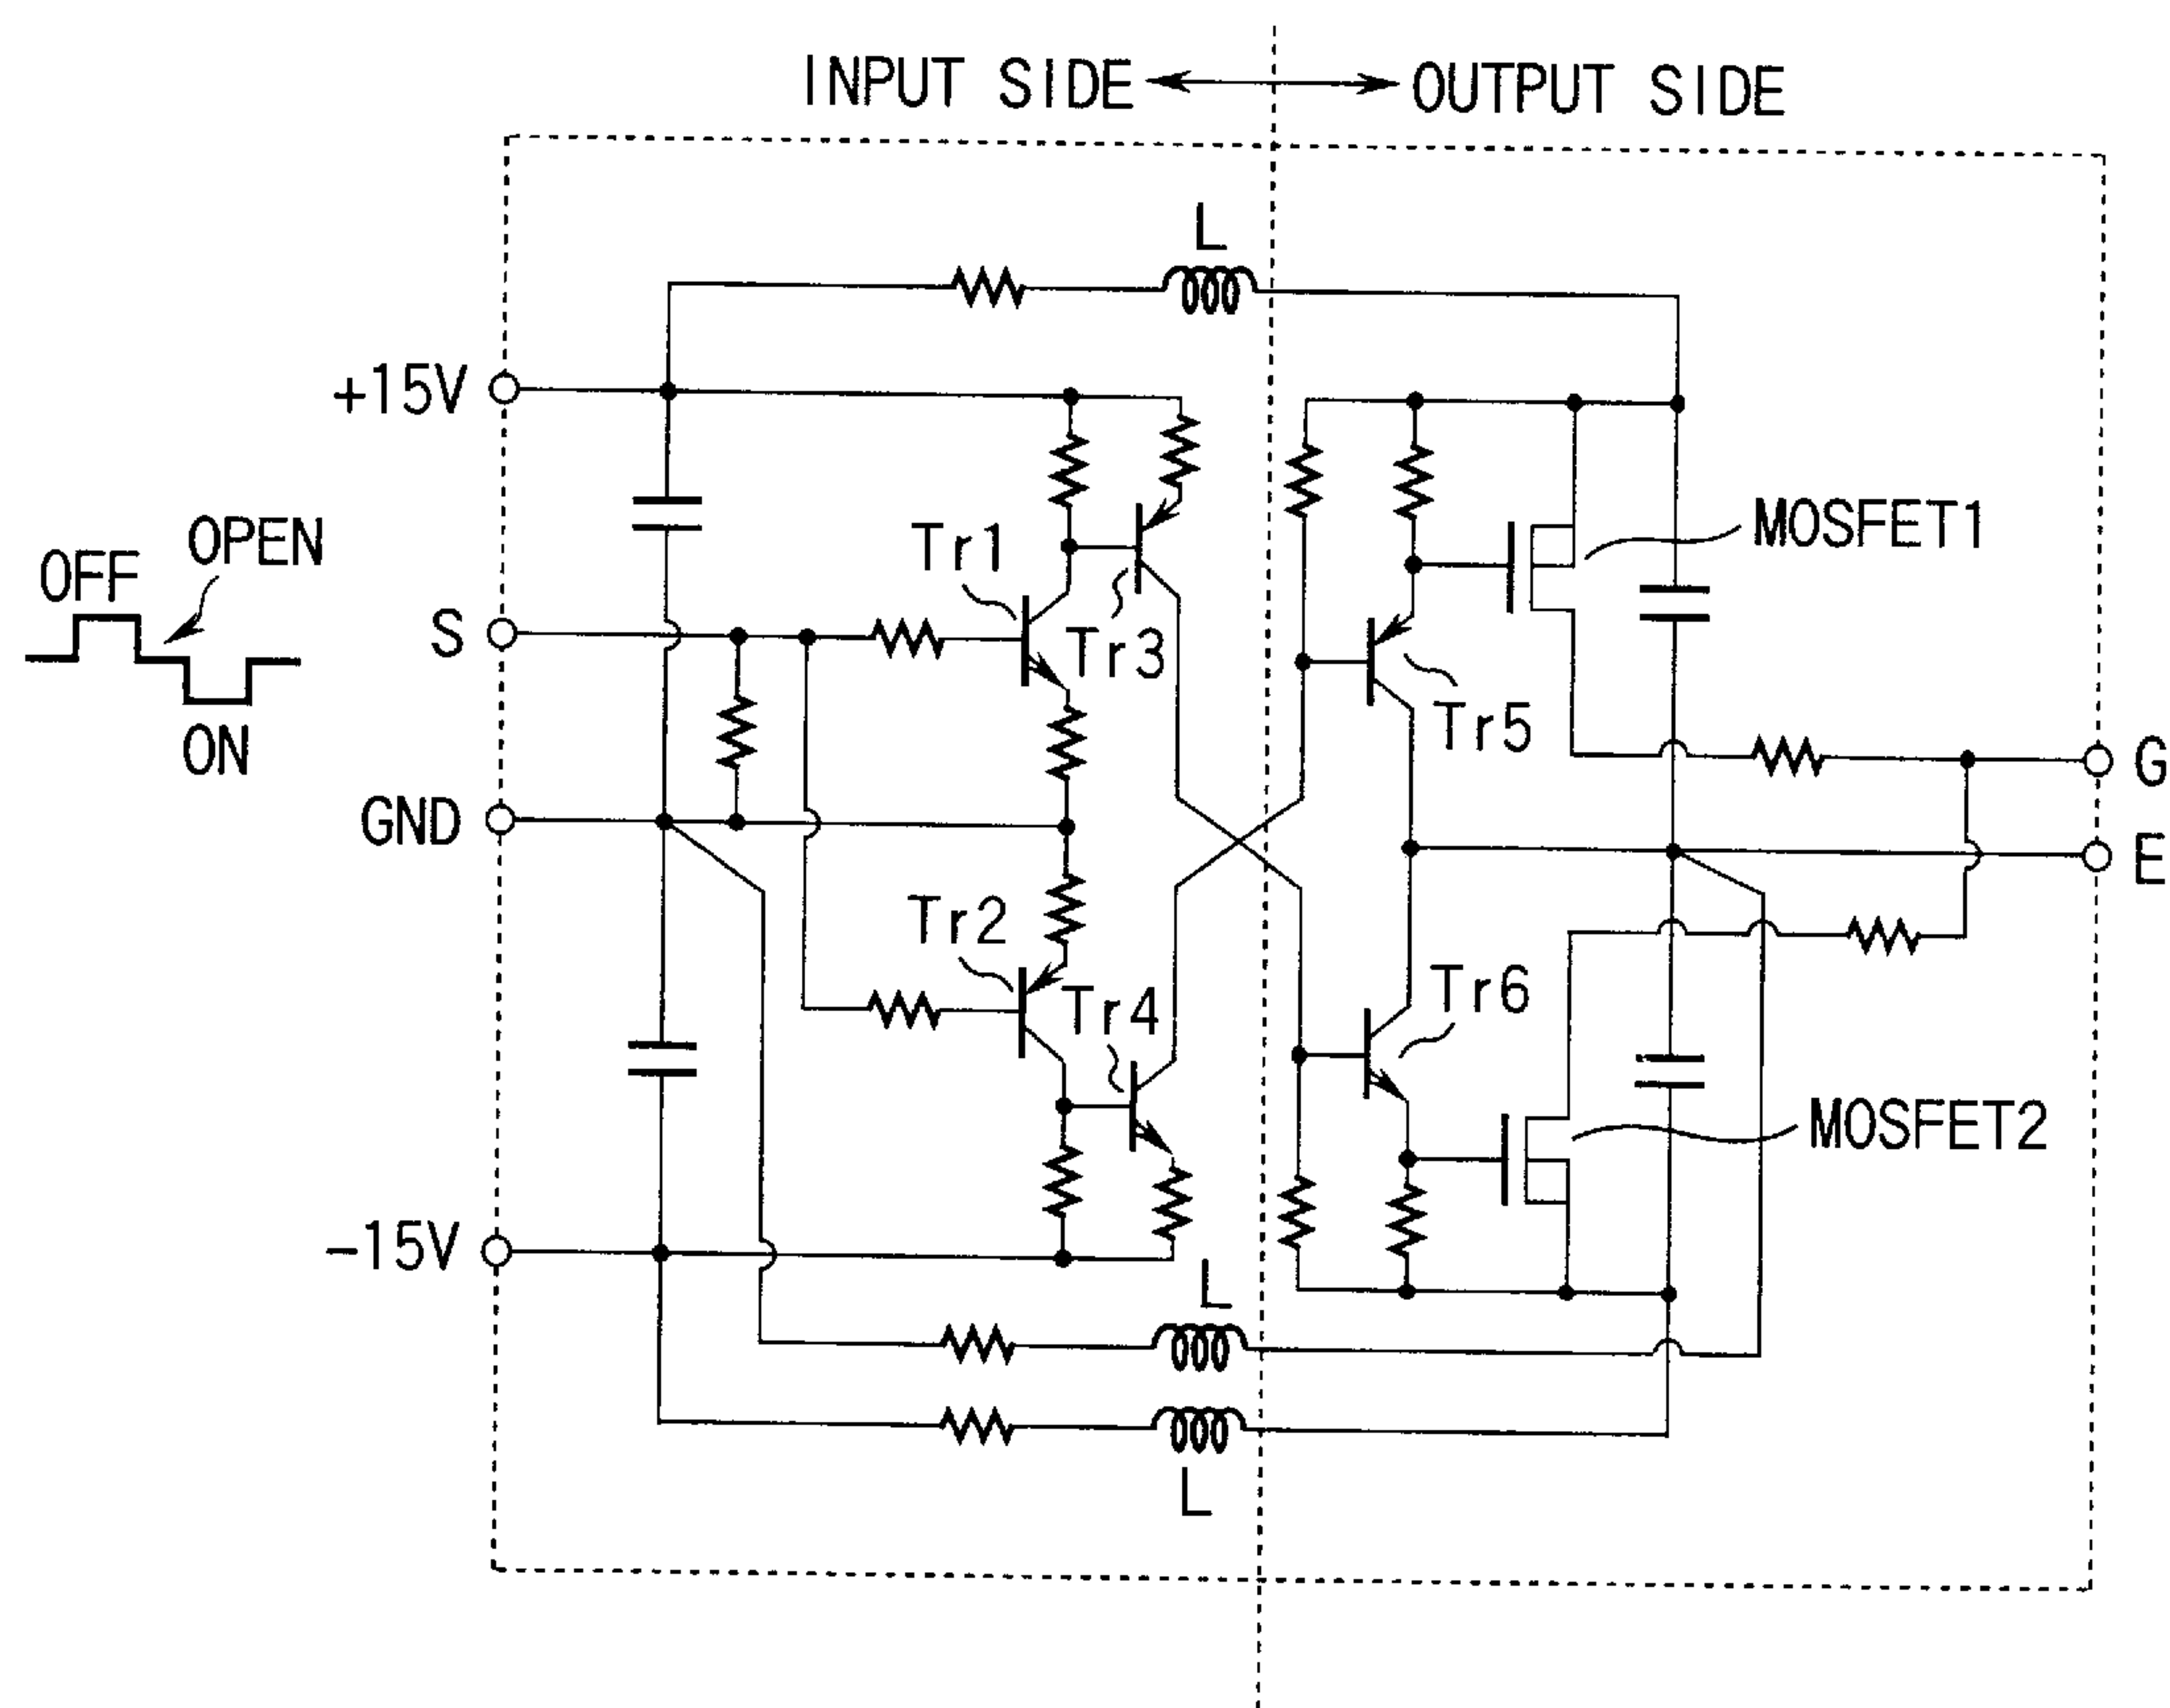 INPUT SIDE
OUTPUT SIDE
L
+15V
MOSFET1
OPEN
OFF
Tr1
S
Tr3
Tr5
ON
G
GND
E
Tr2
Tr4
Tr6
MOSFET2
-15V
L
L